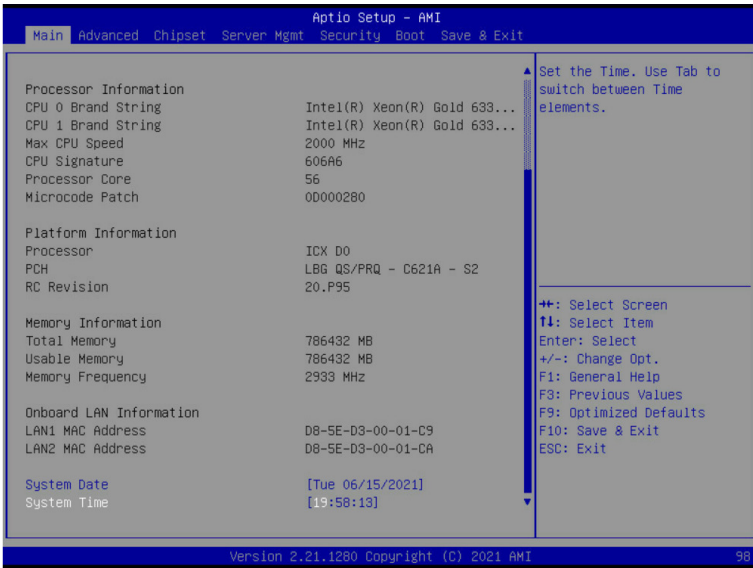 Aptio Setup - AMI
Main Advanced Chipset Server Mgmt Security Boot Save & Exit
Processor Information
CPU 0 Brand String Intel(R) Xeon(R) Gold 633...
CPU 1 Brand String Intel(R) Xeon(R) Gold 633...
Max CPU Speed 2000 MHz
CPU Signature 606A6
Processor Core 56
Microcode Patch 0D000280
Platform Information
Processor ICX D0
PCH LBG QS/PRQ - C621A - S2
RC Revision 20.P95
Memory Information
Total Memory 786432 MB
Usable Memory 786432 MB
Memory Frequency 2933 MHz
Onboard LAN Information
LAN1 MAC Address D8-5E-D3-00-01-C9
LAN2 MAC Address D8-5E-D3-00-01-CA
System Date [Tue 06/15/2021]
System Time [19:58:13]
Set the Time. Use Tab to
switch between Time
elements.
→←: Select Screen
↑↓: Select Item
Enter: Select
+/-: Change Opt.
F1: General Help
F3: Previous Values
F9: Optimized Defaults
F10: Save & Exit
ESC: Exit
Version 2.21.1280 Copyright (C) 2021 AMI
98